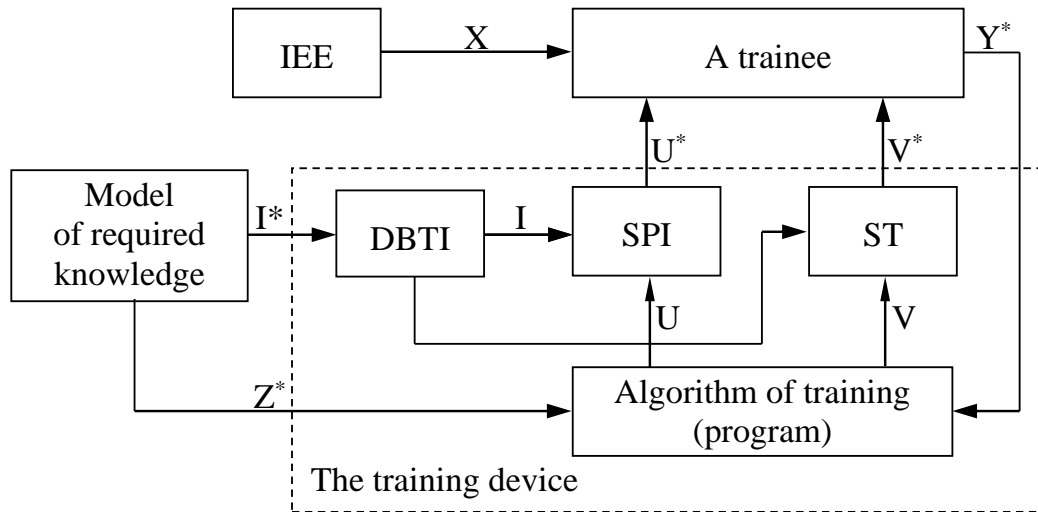 IEE
X
A trainee
Y*
U*
V*
Model
of required
knowledge
I*
DBTI
I
SPI
ST
U
V
Z*
Algorithm of training
(program)
The training device